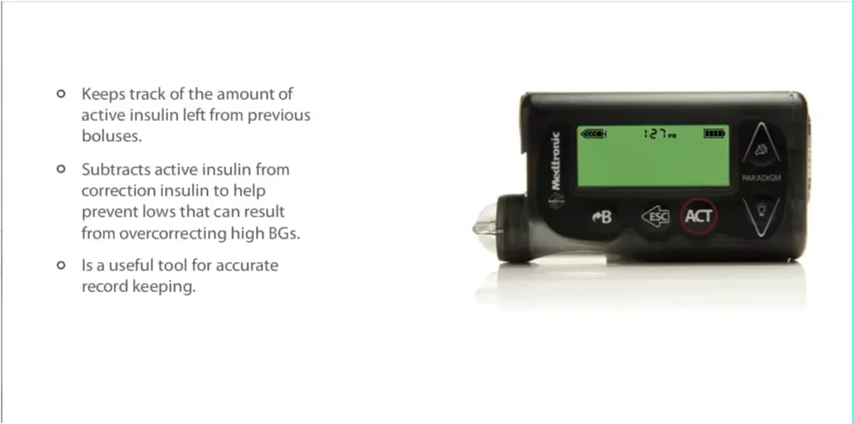 Keeps track of the amount of
active insulin left from previous
boluses.
Subtracts active insulin from
correction insulin to help
prevent lows that can result
from overcorrecting high BGs.
Is a useful tool for accurate
record keeping.
Medtronic
1:27 PM
PARADIGM
B
ESC
ACT